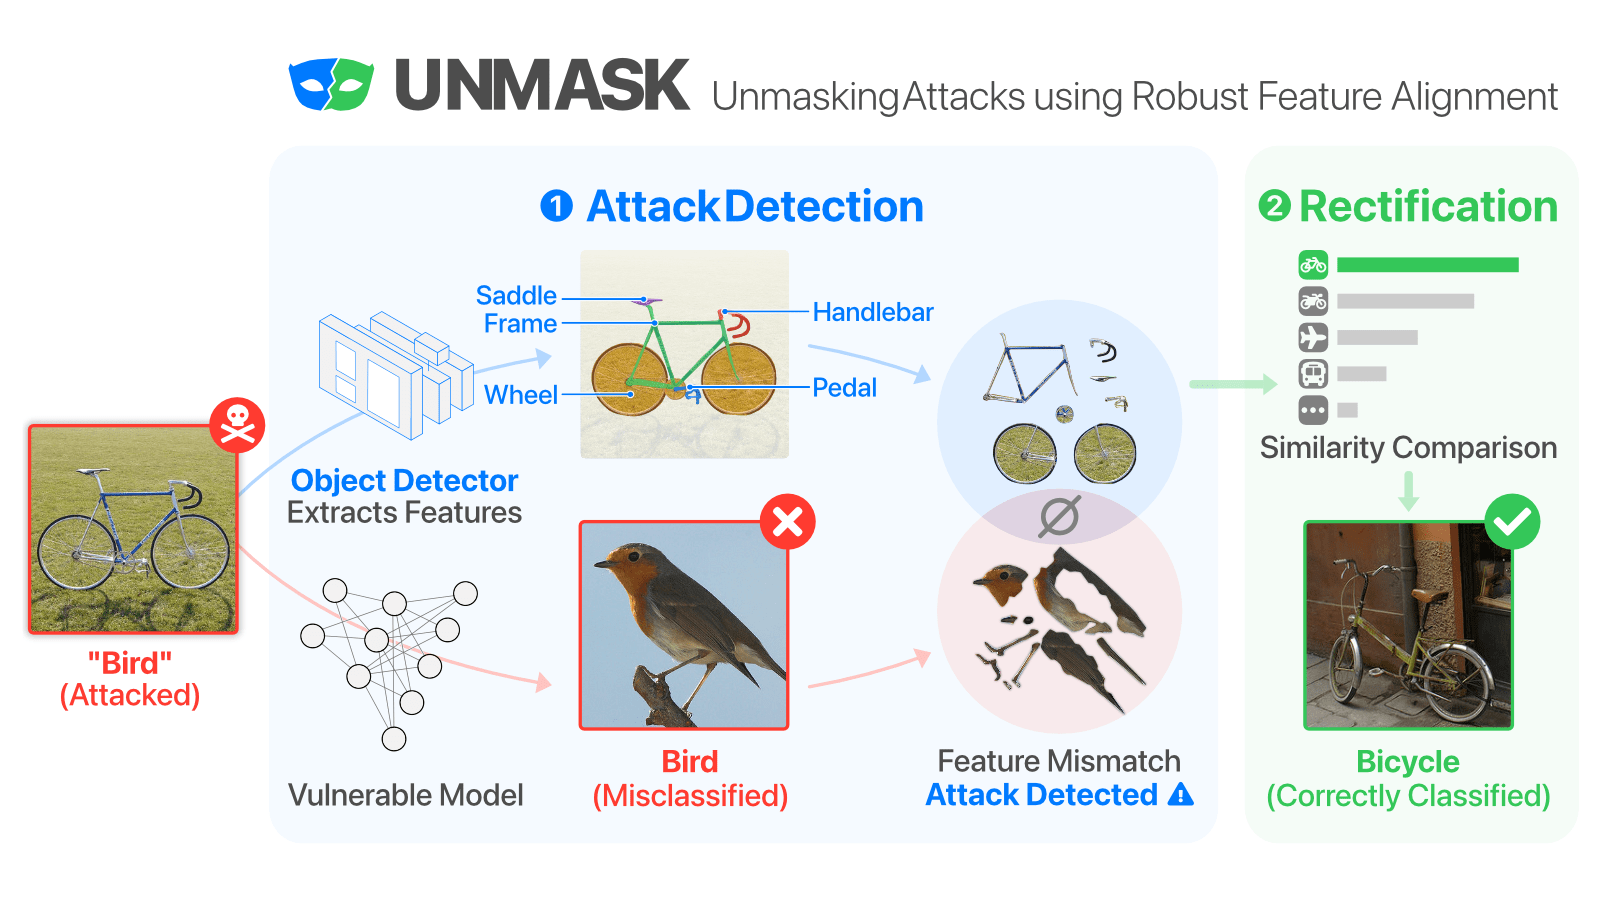 UNMASK Unmasking Attacks using Robust Feature Alignment
1 Attack Detection
Saddle
Frame
Wheel
Handlebar
Pedal
Object Detector
Extracts Features
"Bird"
(Attacked)
Vulnerable Model
Bird
(Misclassified)
Feature Mismatch
Attack Detected
2 Rectification
Similarity Comparison
Bicycle
(Correctly Classified)